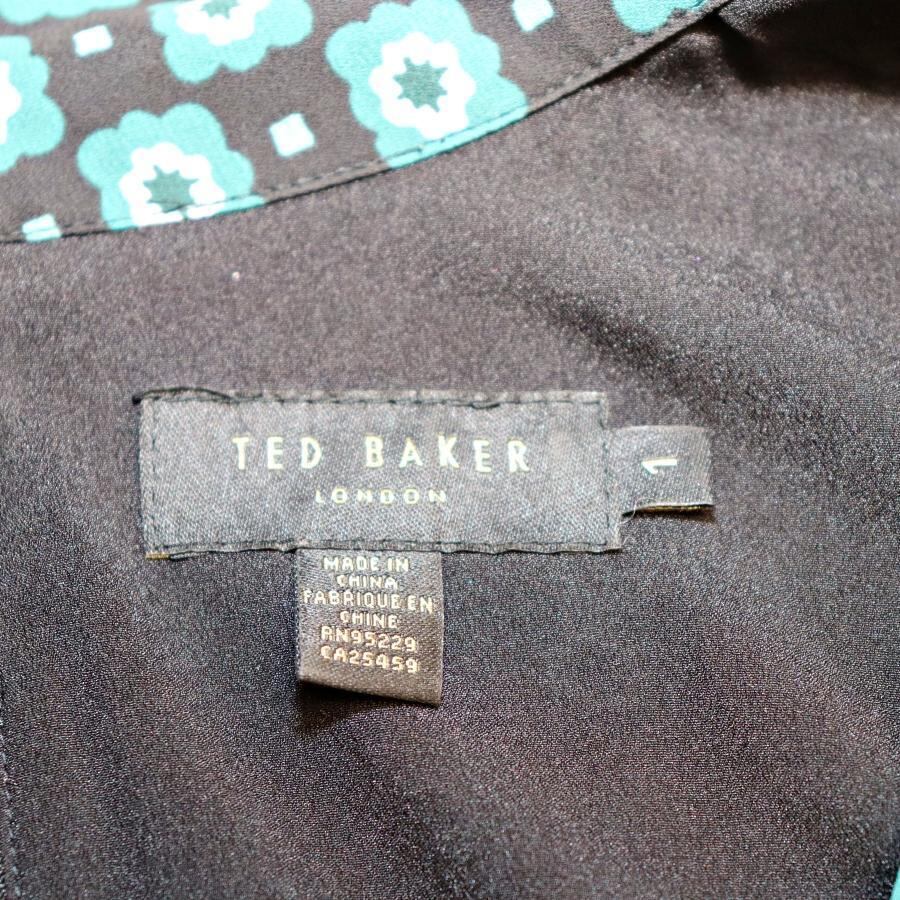 TED BAKER
LONDON
1
MADE IN
CHINA
FABRIQUE EN
CHINE
RN95229
CA25459